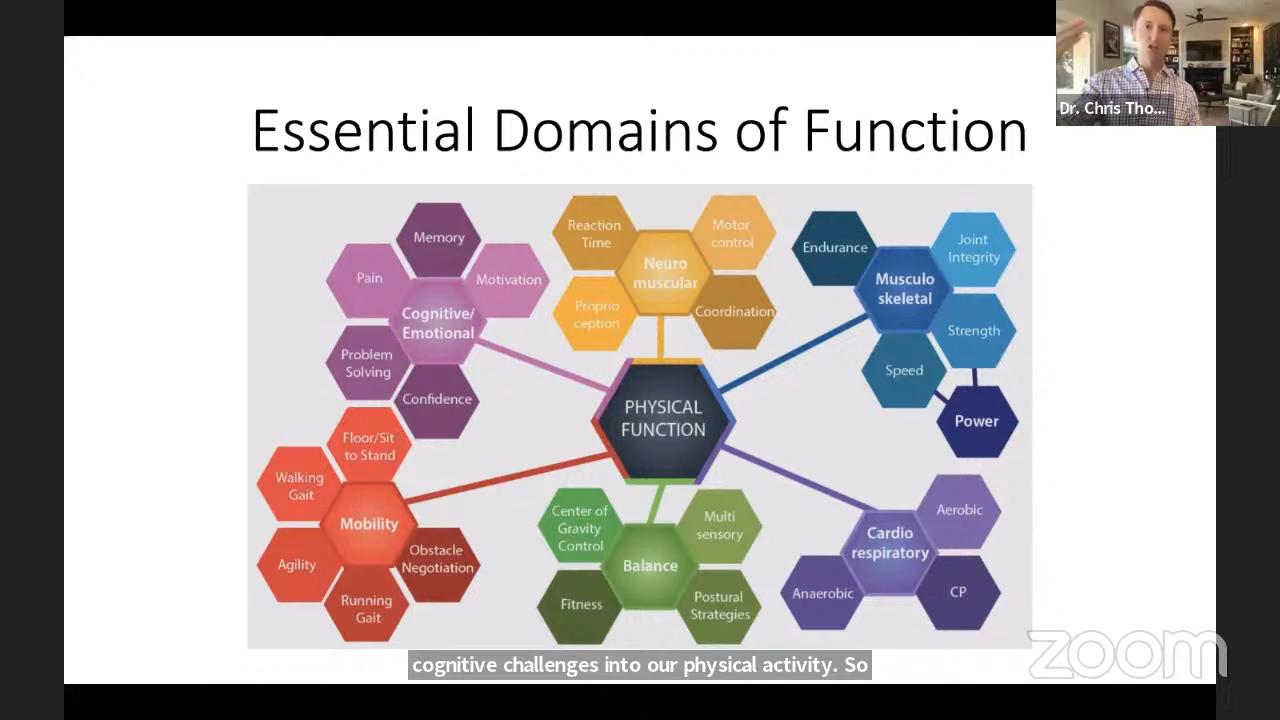 Dr. Chris Tho...
Essential Domains of Function
Memory
Pain
Motivation
Cognitive/
Emotional
Problem
Solving
Confidence
Reaction
Time
Motor
control
Neuro
muscular
Proprio
ception
Coordination
Endurance
Joint
Integrity
Musculo
skeletal
Strength
Speed
Power
PHYSICAL
FUNCTION
Floor/Sit
to Stand
Walking
Gait
Mobility
Agility
Obstacle
Negotiation
Running
Gait
Center of
Gravity
Control
Multi
sensory
Balance
Fitness
Postural
Strategies
Aerobic
Cardio
respiratory
Anaerobic
CP
zoom
cognitive challenges into our physical activity. So